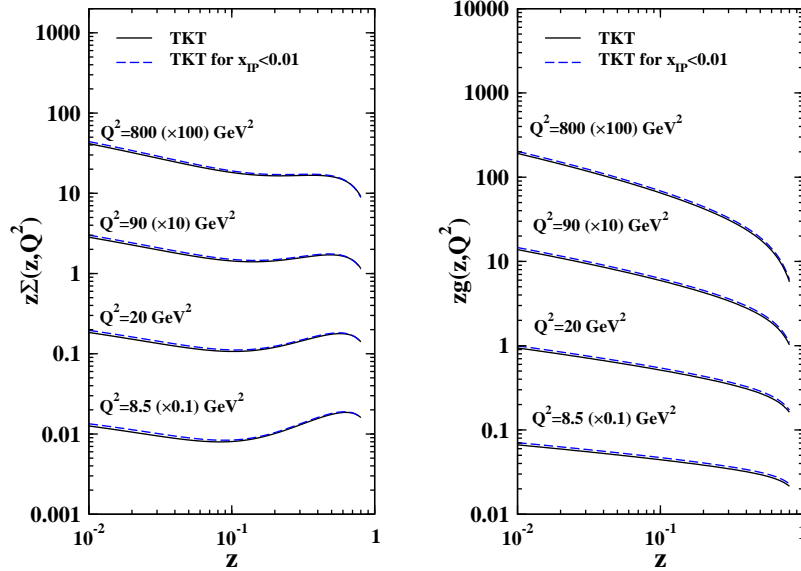 1000
100
10
1
0.1
0.01
0.001
zΣ(z,Q²)
TKT
TKT for x_IP<0.01
Q²=800 (×100) GeV²
Q²=90 (×10) GeV²
Q²=20 GeV²
Q²=8.5 (×0.1) GeV²
10⁻² 10⁻¹ 1
z
10000
1000
100
10
1
0.1
0.01
zg(z,Q²)
TKT
TKT for x_IP<0.01
Q²=800 (×100) GeV²
Q²=90 (×10) GeV²
Q²=20 GeV²
Q²=8.5 (×0.1) GeV²
10⁻² 10⁻¹ 1
z